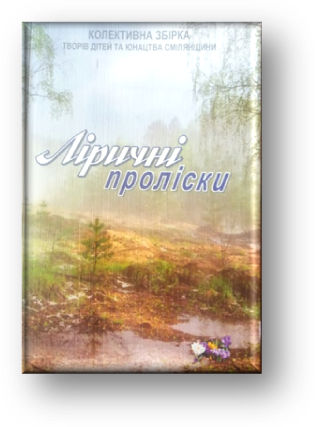 КОЛЕКТИВНА ЗБІРКА
ТВОРІВ ДІТЕЙ ТА ЮНАЦТВА СМІЛЯНЩИНИ
Ліричні
проліски